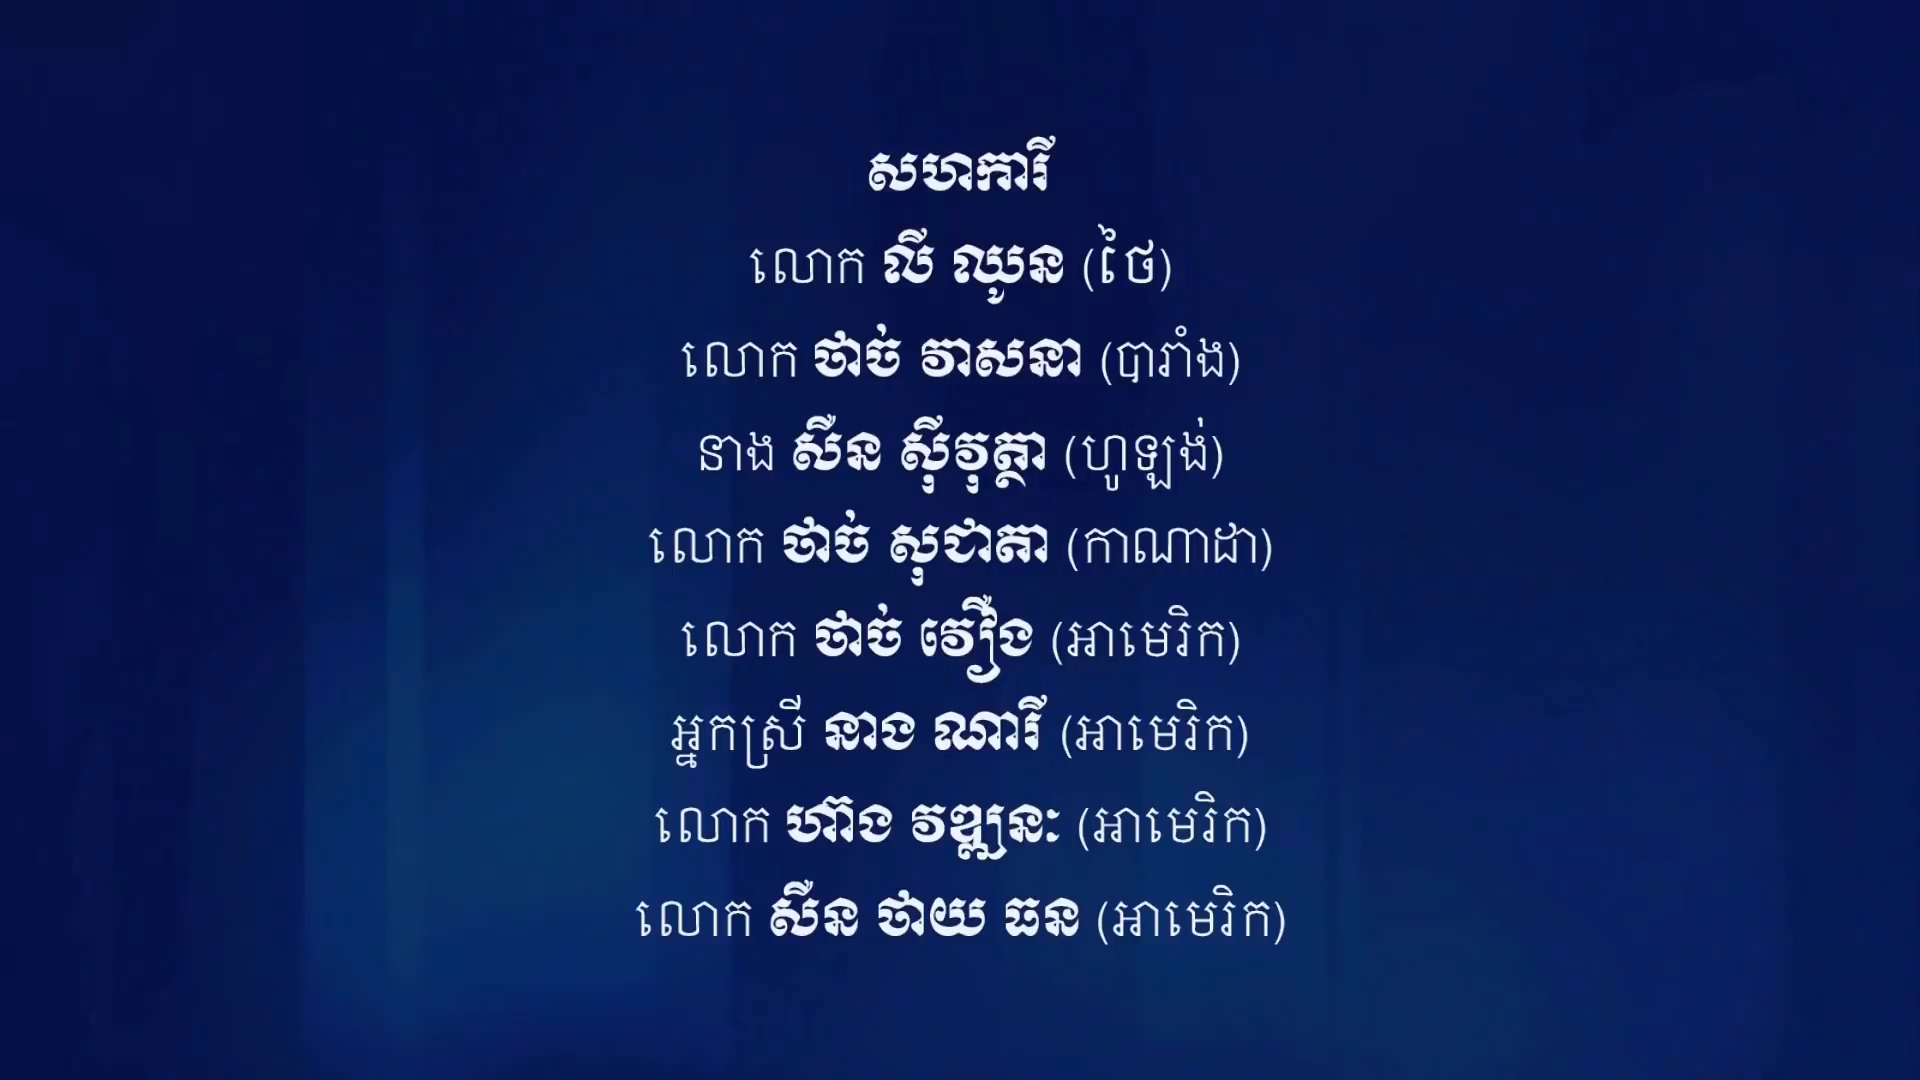 សហការី
លោក លី ឈូន (ថៃ)
លោក ថាច់ វាសនា (បារាំង)
នាង សឺន ស៊ីវុត្ថា (ហូឡង់)
លោក ថាច់ សុជាតា (កាណាដា)
លោក ថាច់ វឿង (អាមេរិក)
អ្នកស្រី នាង ណារី (អាមេរិក)
លោក ហ៊ាង វឌ្ឍនៈ (អាមេរិក)
លោក សឺន ថាយ ធន (អាមេរិក)